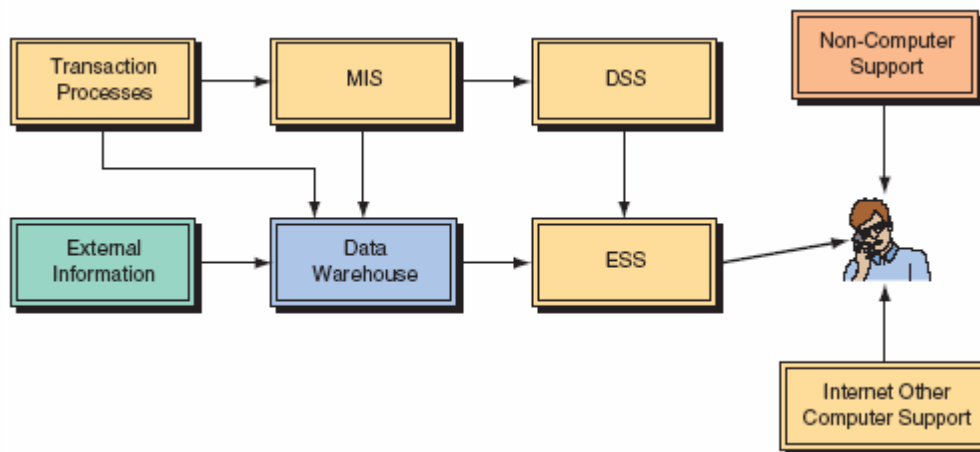 Transaction
Processes
MIS
DSS
Non-Computer
Support
External
Information
Data
Warehouse
ESS
Internet Other
Computer Support